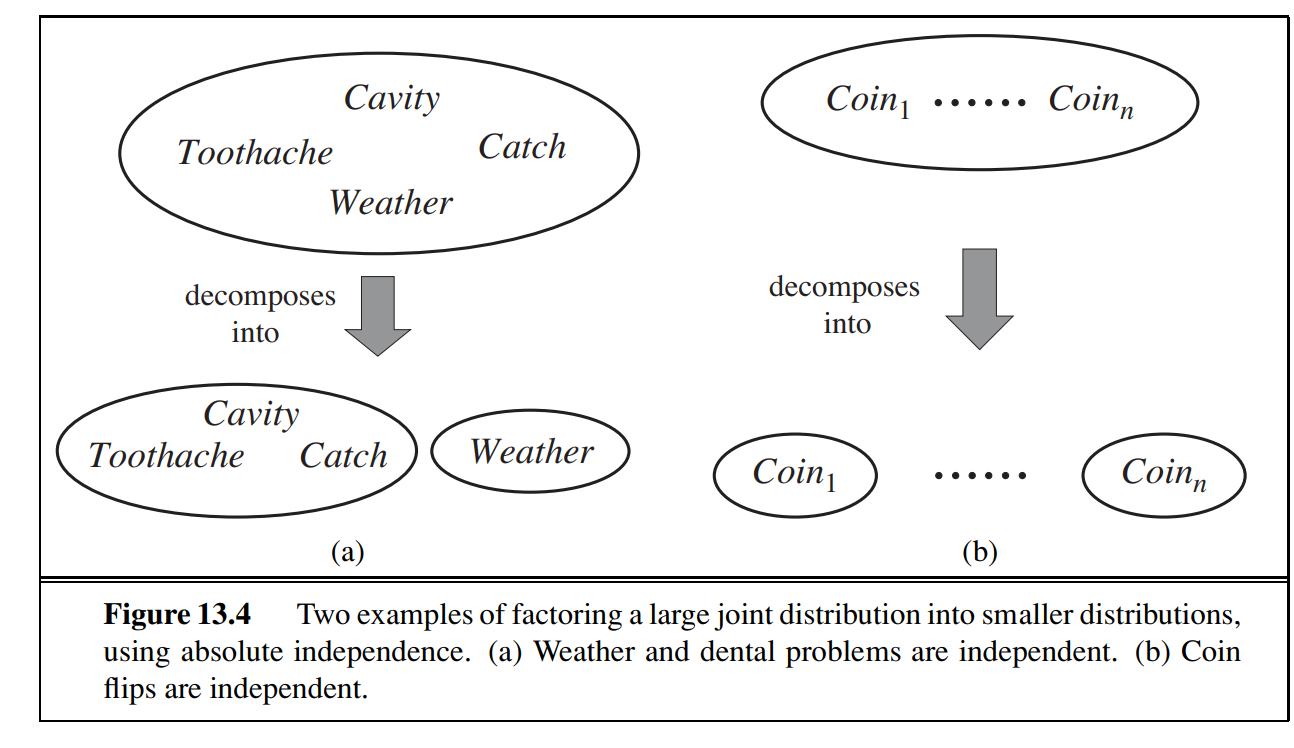 Cavity
Toothache Catch
Weather
decomposes
into
Cavity
Toothache Catch
Weather
(a)
Coin₁ ...... Coinₙ
decomposes
into
Coin₁ ...... Coinₙ
(b)
Figure 13.4 Two examples of factoring a large joint distribution into smaller distributions,
using absolute independence. (a) Weather and dental problems are independent. (b) Coin
flips are independent.